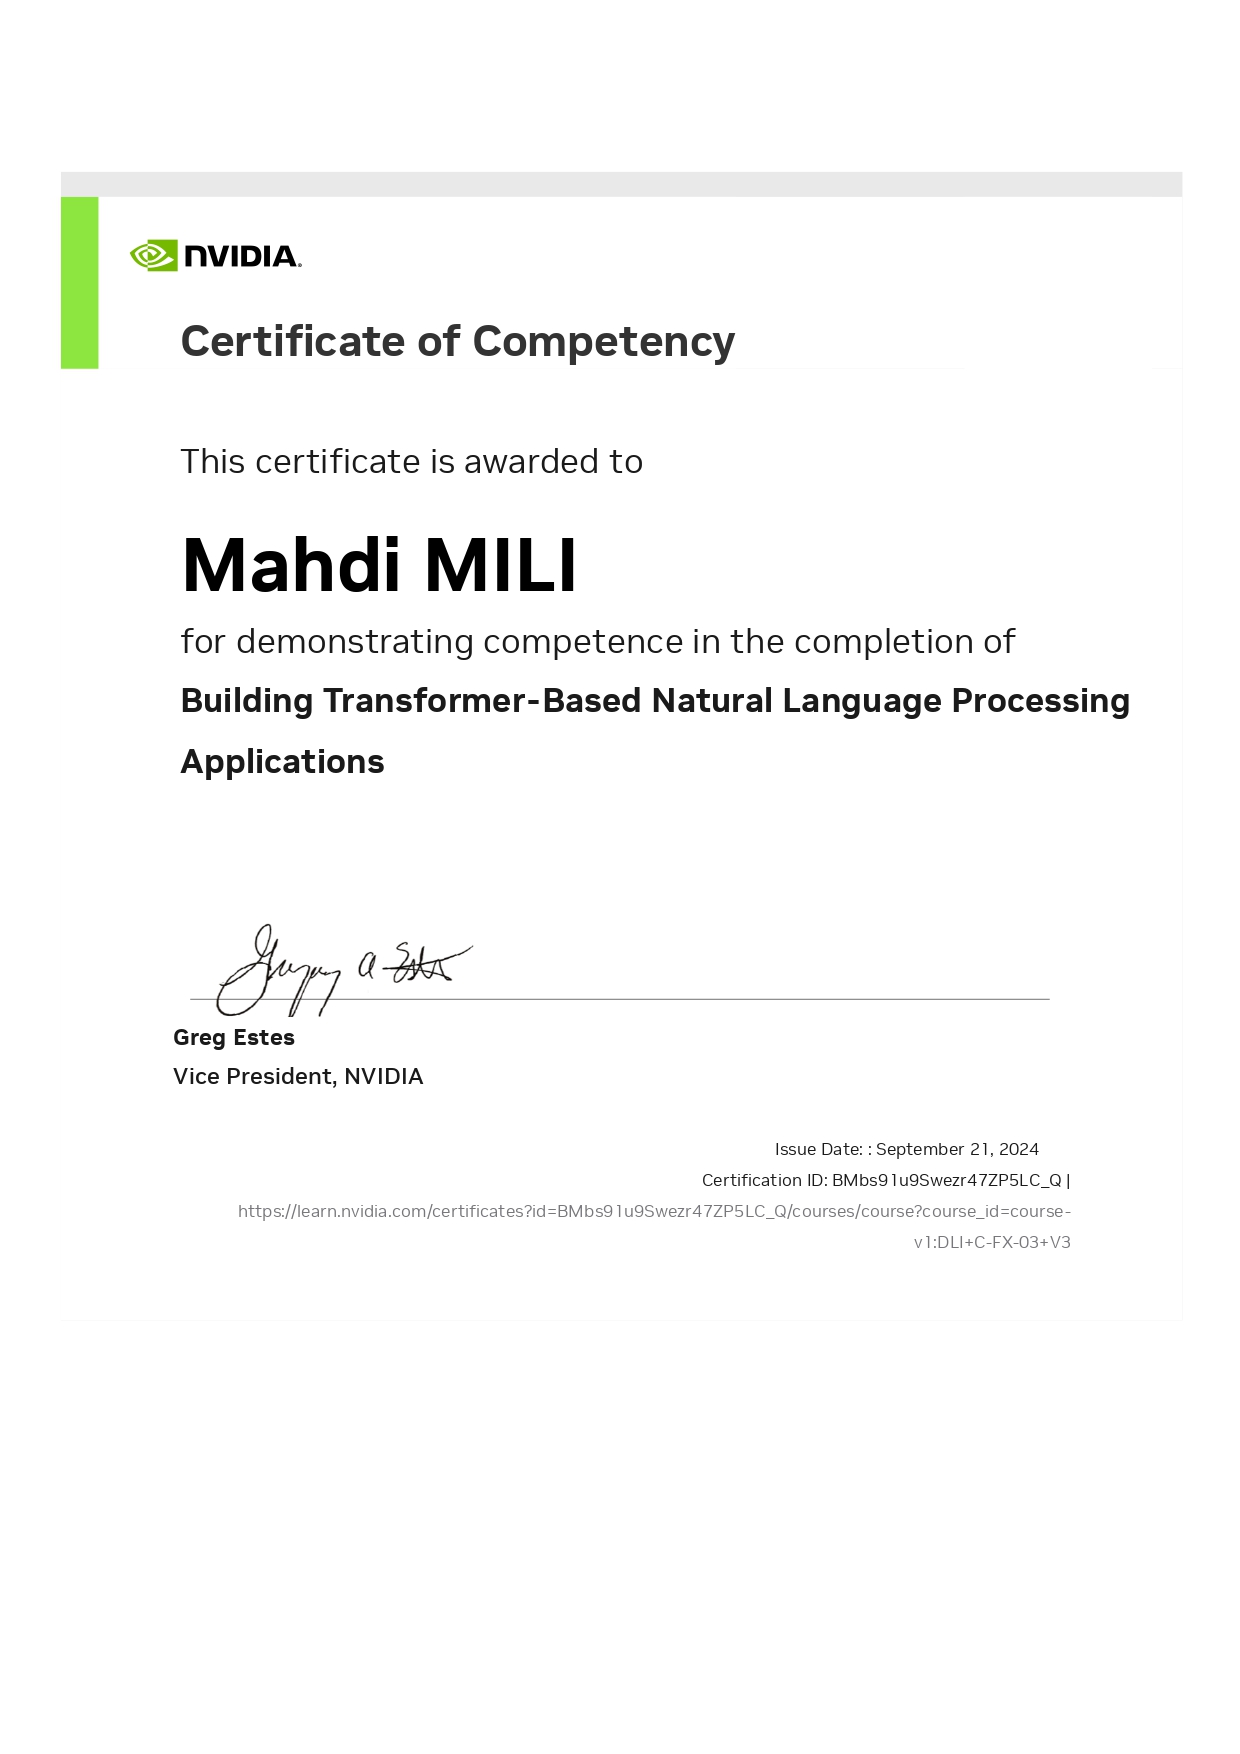 NVIDIA®
Certificate of Competency
This certificate is awarded to
Mahdi MILI
for demonstrating competence in the completion of
Building Transformer-Based Natural Language Processing
Applications
Gregory A Estes
Greg Estes
Vice President, NVIDIA
Issue Date: : September 21, 2024
Certification ID: BMbs91u9Swezr47ZP5LC_Q |
https://learn.nvidia.com/certificates?id=BMbs91u9Swezr47ZP5LC_Q/courses/course?course_id=course-
v1:DLI+C-FX-03+V3